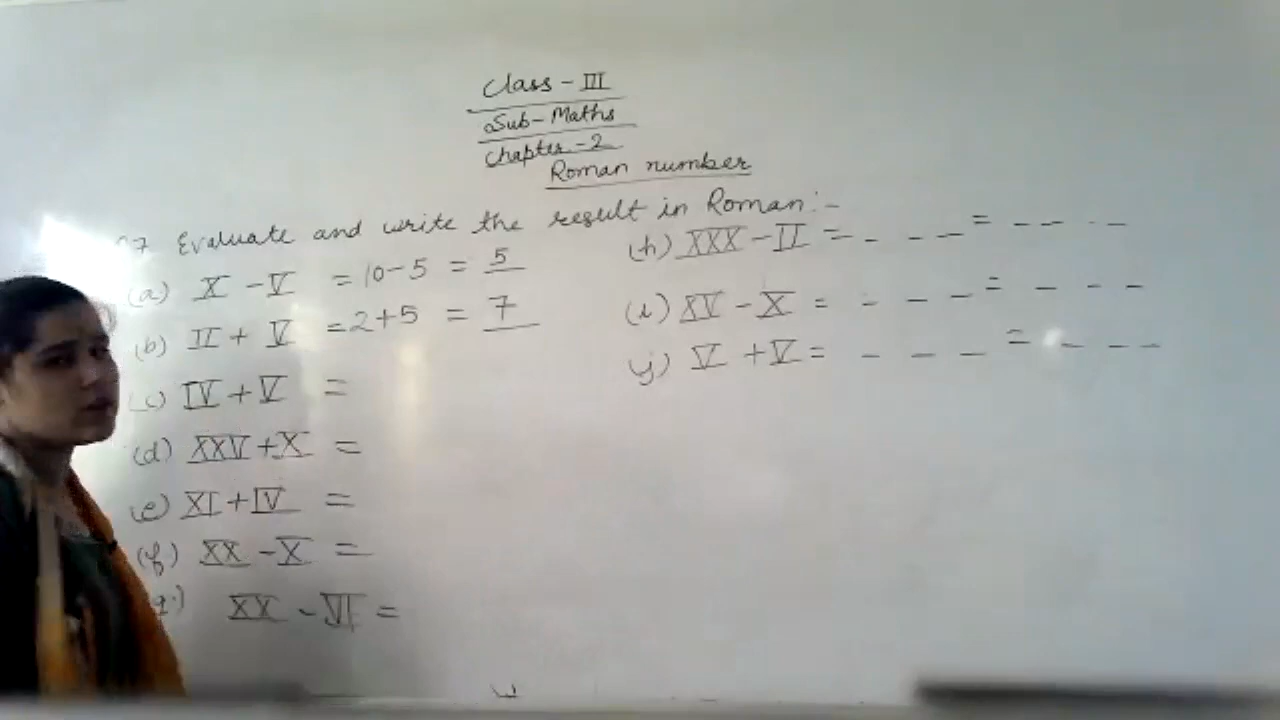 Class - III
Sub - Maths
Chapter - 2
Roman number
7 Evaluate and write the result in Roman :-
(a) X - V = 10 - 5 = 5
(b) II + V = 2 + 5 = 7
(c) IV + V =
(d) XXV + X =
(e) XI + IV =
(f) XX - X =
g.) XX - VI =
(h) XXX - II = _ _ _ = _ _ _
(i) XV - X = _ _ _ = _ _ _
(j) V + V = _ _ _ = _ _ _